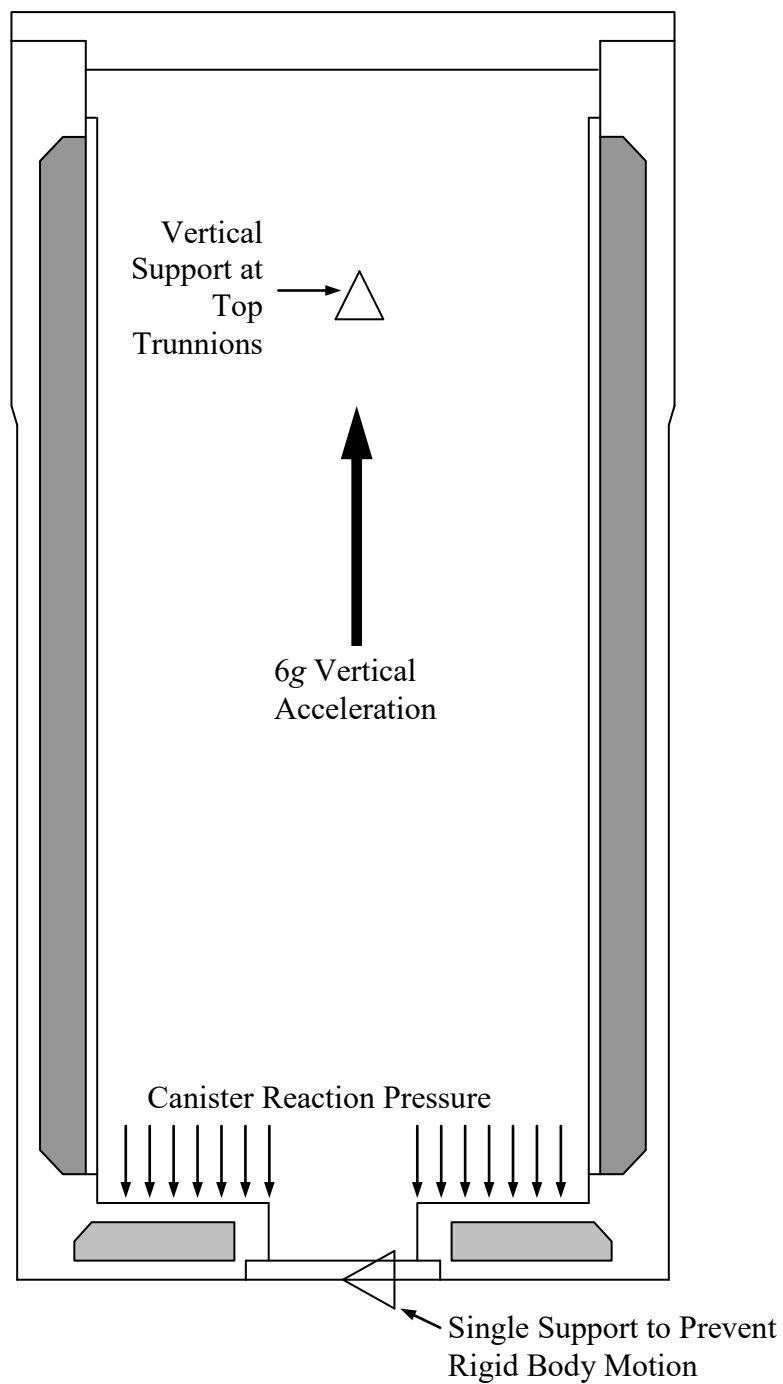 Vertical
Support at
Top
Trunnions
6g Vertical
Acceleration
Canister Reaction Pressure
Single Support to Prevent
Rigid Body Motion